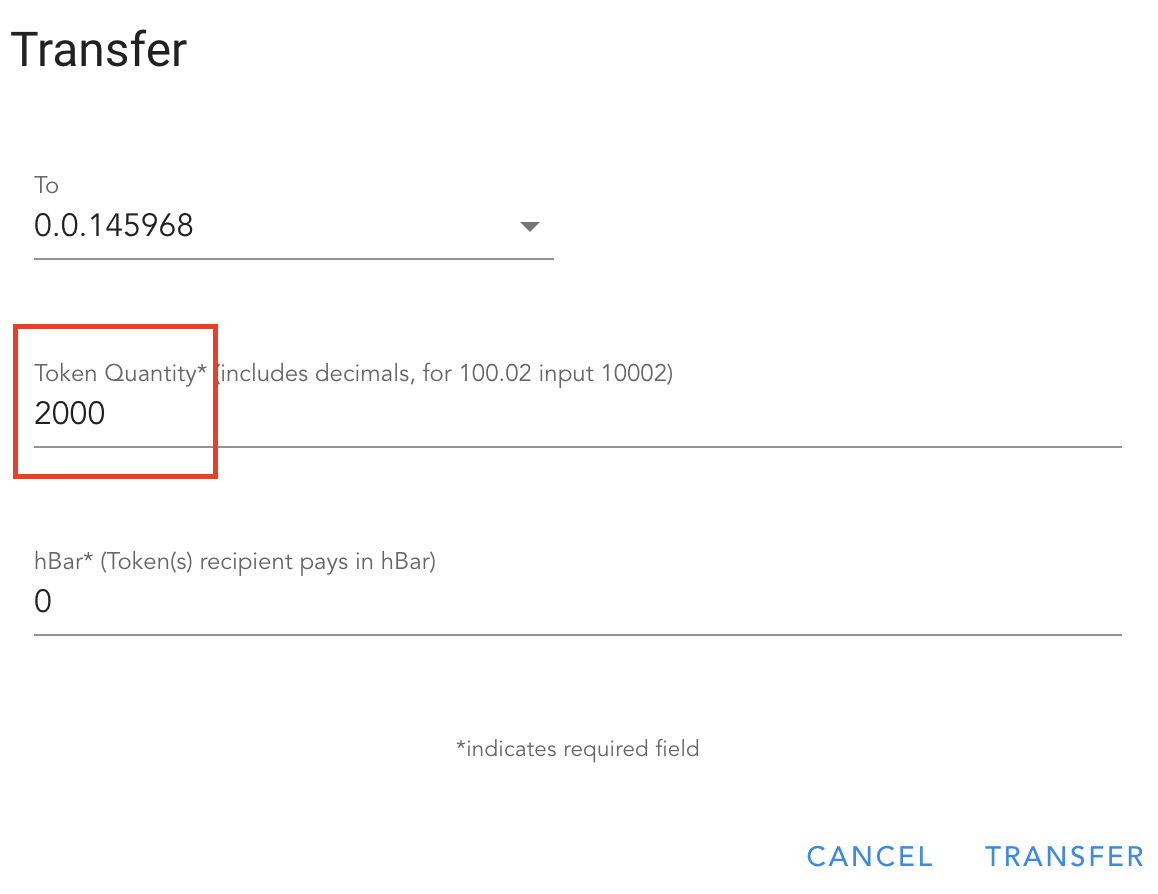 Transfer
To
0.0.145968
Token Quantity* (includes decimals, for 100.02 input 10002)
2000
hBar* (Token(s) recipient pays in hBar)
0
*indicates required field
CANCEL TRANSFER